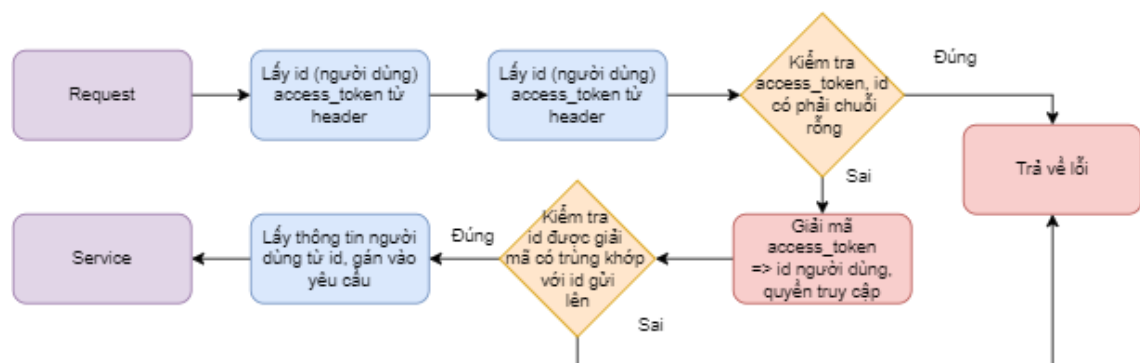 Request
Lấy id (người dùng)
access_token từ
header
Lấy id (người dùng)
access_token từ
header
Kiểm tra
access_token, id
có phải chuỗi
rỗng
Đúng
Trả về lỗi
Sai
Giải mã
access_token
=> id người dùng,
quyền truy cập
Kiểm tra
id được giải
mã có trùng khớp
với id gửi
lên
Đúng
Lấy thông tin người
dùng từ id, gán vào
yêu cầu
Service
Sai